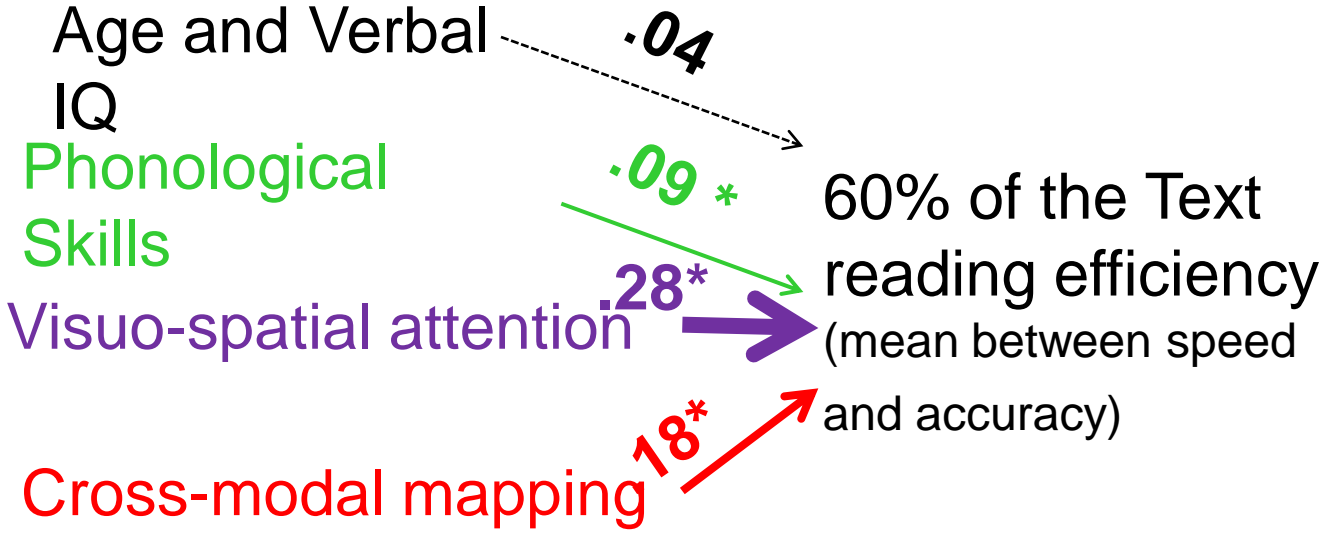 Age and Verbal
IQ
.04
Phonological
Skills
.09 *
Visuo-spatial attention
.28*
Cross-modal mapping
.18*
60% of the Text
reading efficiency
(mean between speed
and accuracy)